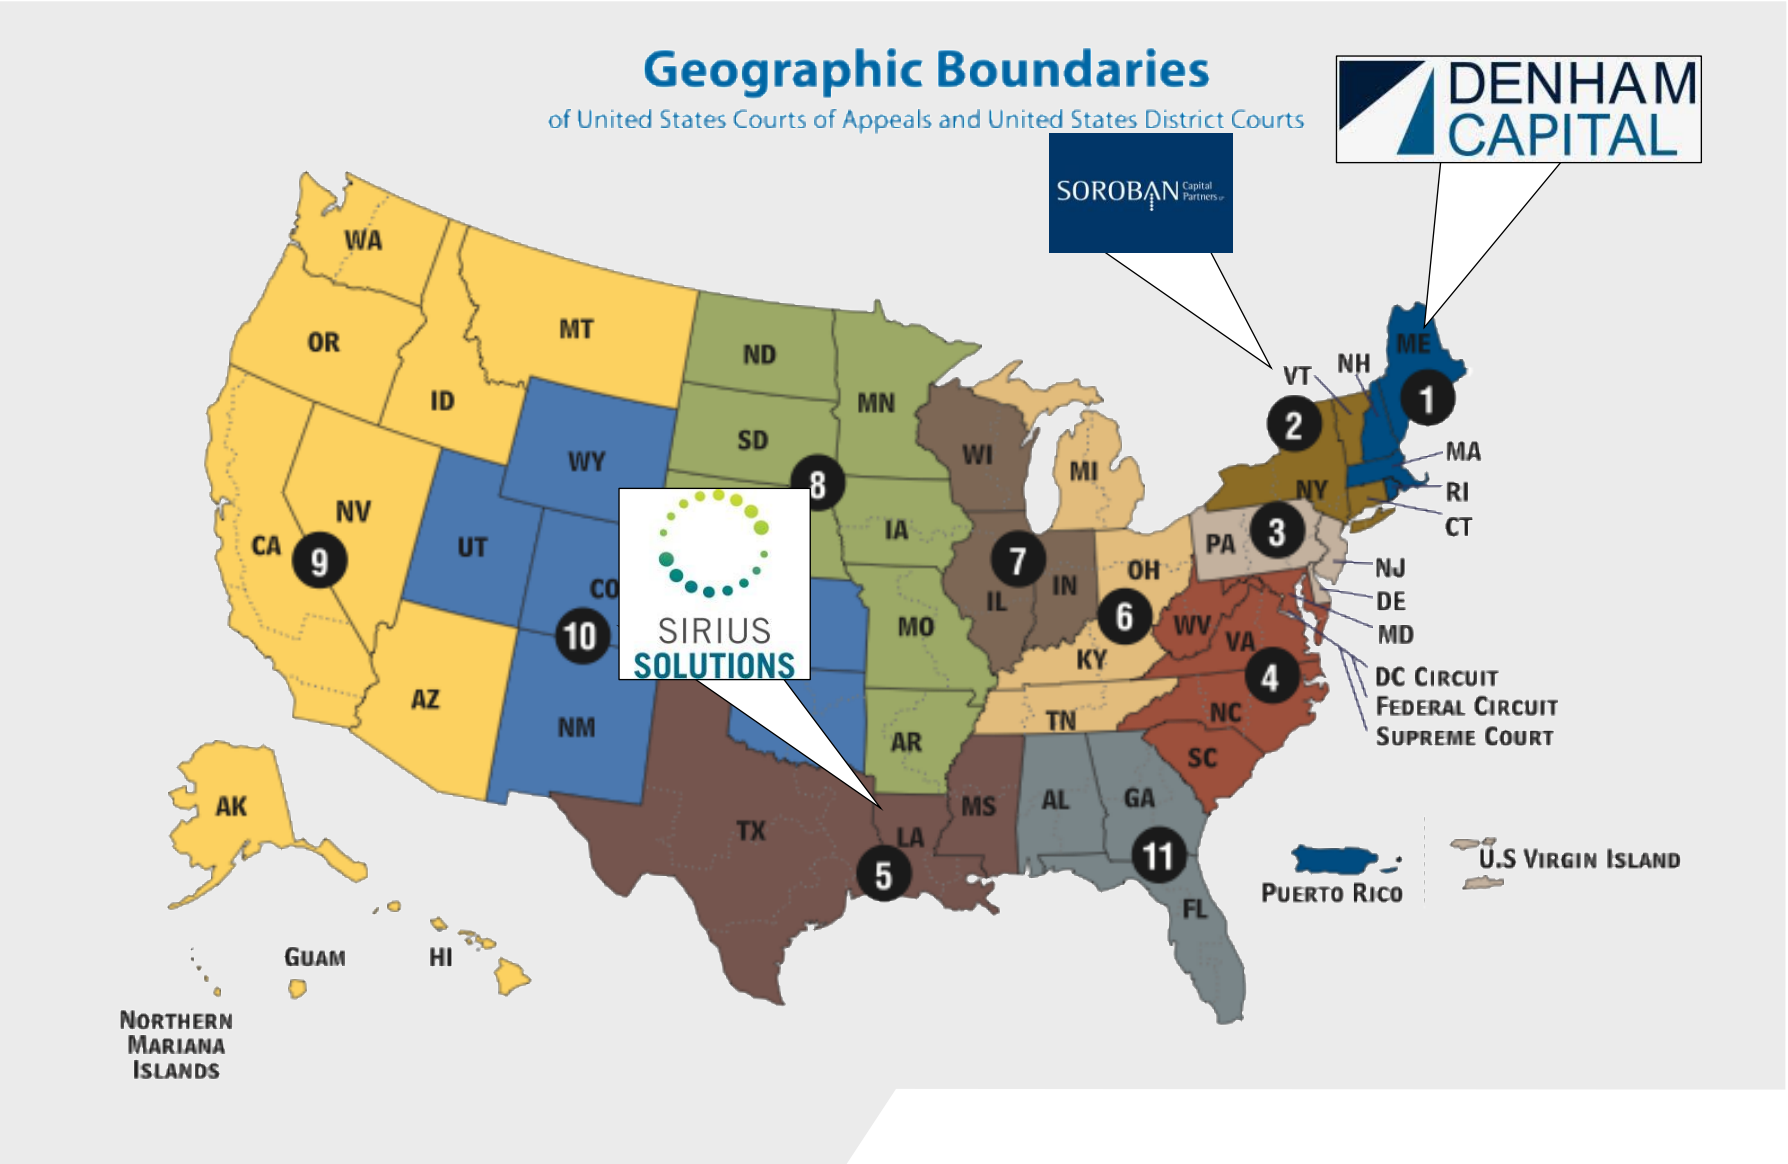 Geographic Boundaries
of United States Courts of Appeals and United States District Courts
DENHAM
CAPITAL
SOROBAN Capital
Partners LP
WA
OR
MT
ID
ND
MN
SD
WY
WI
MI
ME
NH
VT
1
2
MA
RI
CT
NY
3
PA
NJ
DE
MD
DC CIRCUIT
FEDERAL CIRCUIT
SUPREME COURT
8
IA
NV
CA
9
UT
CO
10
SIRIUS
SOLUTIONS
7
IL
IN
OH
6
WV
VA
4
KY
MO
NC
TN
SC
AZ
NM
AR
MS
AL
GA
TX
LA
5
11
FL
AK
GUAM
HI
NORTHERN
MARIANA
ISLANDS
PUERTO RICO
U.S VIRGIN ISLAND